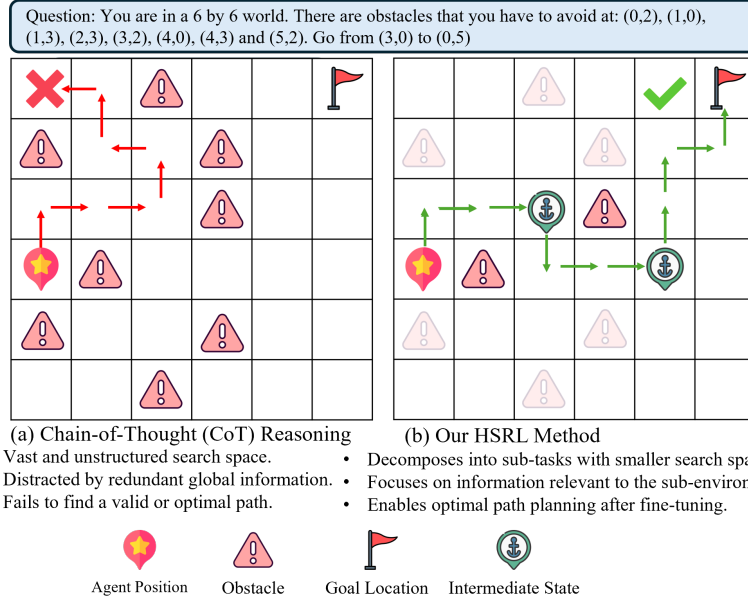 Question: You are in a 6 by 6 world. There are obstacles that you have to avoid at: (0,2), (1,0),
(1,3), (2,3), (3,2), (4,0), (4,3) and (5,2). Go from (3,0) to (0,5)
(a) Chain-of-Thought (CoT) Reasoning
Vast and unstructured search space.
Distracted by redundant global information.
Fails to find a valid or optimal path.
(b) Our HSRL Method
• Decomposes into sub-tasks with smaller search spa
• Focuses on information relevant to the sub-environ
• Enables optimal path planning after fine-tuning.
Agent Position
Obstacle
Goal Location
Intermediate State